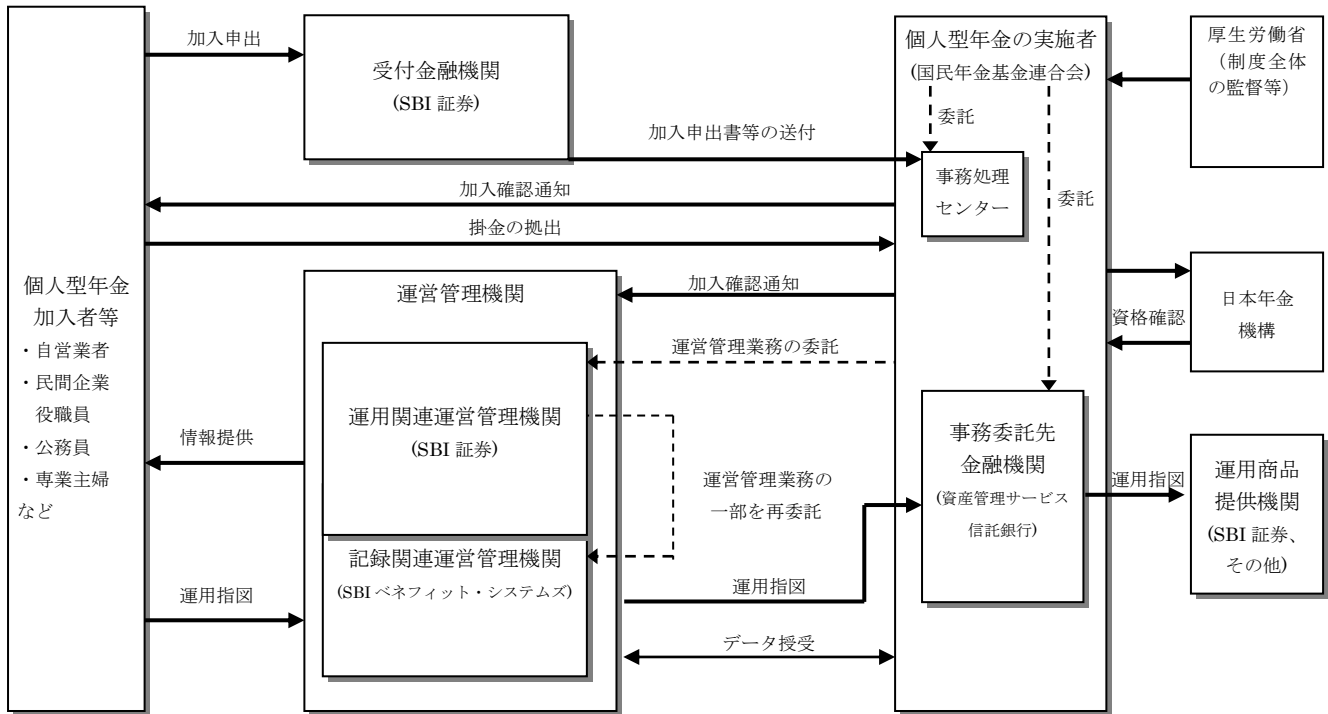 加入申出
受付金融機関
(SBI 証券)
個人型年金の実施者
(国民年金基金連合会)
厚生労働省
(制度全体
の監督等)
委託
加入申出書等の送付
事務処理
センター
委託
加入確認通知
掛金の拠出
個人型年金
加入者等
・自営業者
・民間企業
役職員
・公務員
・専業主婦
など
運営管理機関
加入確認通知
日本年金
機構
資格確認
運営管理業務の委託
運用関連運営管理機関
(SBI 証券)
情報提供
運営管理業務の
一部を再委託
事務委託先
金融機関
(資産管理サービス
信託銀行)
運用指図
運用商品
提供機関
(SBI 証券、
その他)
記録関連運営管理機関
(SBI ベネフィット・システムズ)
運用指図
運用指図
データ授受